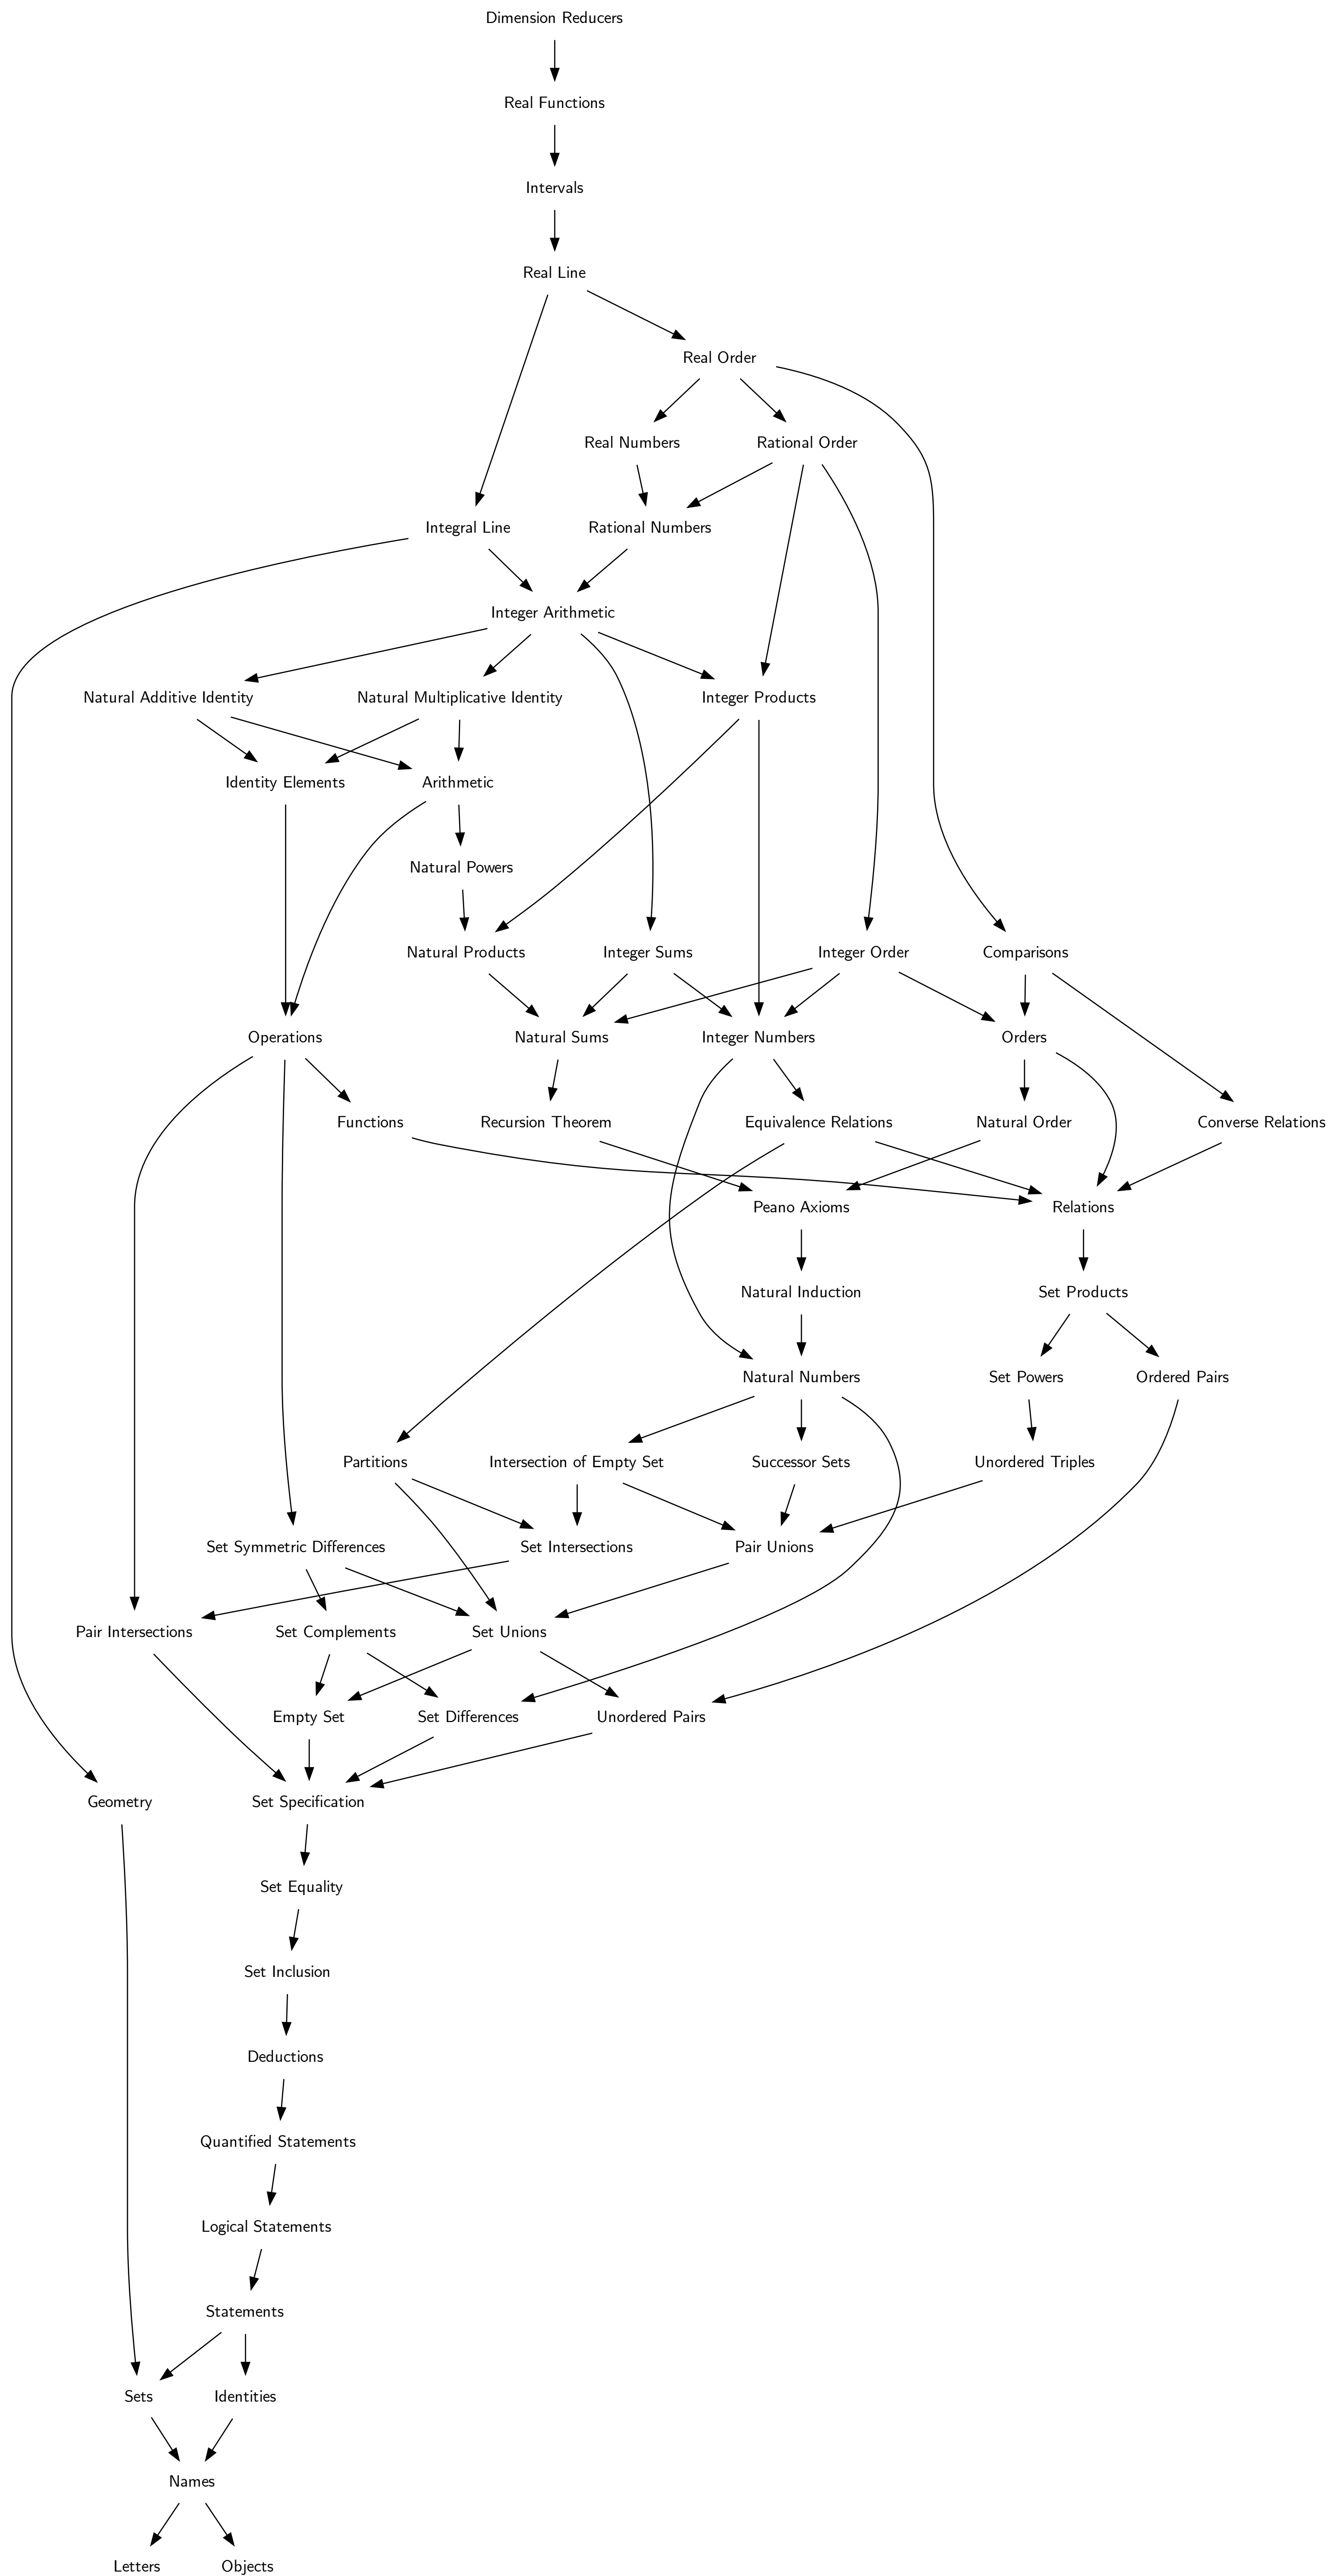 Dimension Reducers
Real Functions
Intervals
Real Line
Real Order
Real Numbers
Rational Order
Integral Line
Rational Numbers
Integer Arithmetic
Natural Additive Identity
Natural Multiplicative Identity
Integer Products
Identity Elements
Arithmetic
Natural Powers
Natural Products
Integer Sums
Integer Order
Comparisons
Operations
Natural Sums
Integer Numbers
Orders
Functions
Recursion Theorem
Equivalence Relations
Natural Order
Converse Relations
Peano Axioms
Relations
Natural Induction
Set Products
Natural Numbers
Set Powers
Ordered Pairs
Partitions
Intersection of Empty Set
Successor Sets
Unordered Triples
Set Symmetric Differences
Set Intersections
Pair Unions
Pair Intersections
Set Complements
Set Unions
Empty Set
Set Differences
Unordered Pairs
Geometry
Set Specification
Set Equality
Set Inclusion
Deductions
Quantified Statements
Logical Statements
Statements
Sets
Identities
Names
Letters
Objects